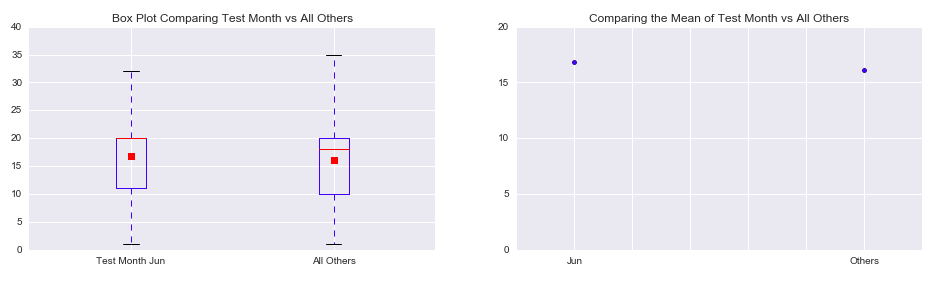 Box Plot Comparing Test Month vs All Others
40
35
30
25
20
15
10
5
0
Test Month Jun
All Others
Comparing the Mean of Test Month vs All Others
20
15
10
5
0
Jun
Others